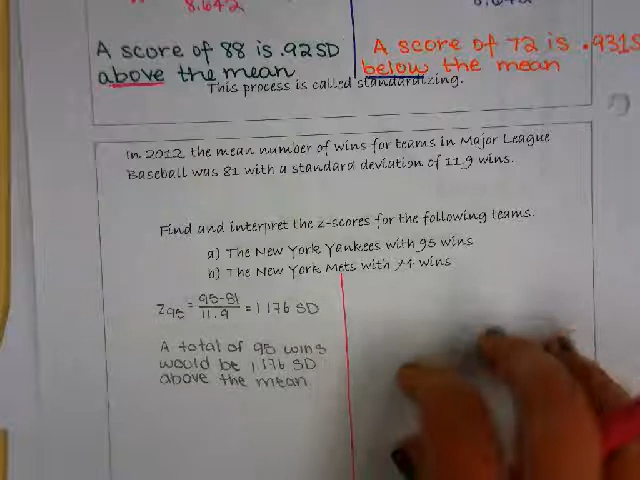 8.642
A score of 88 is .92SD
above the mean
A score of 72 is .931S
below the mean
This process is called standardizing.
In 2012 the mean number of wins for teams in Major League
Baseball was 81 with a standard deviation of 11.9 wins.
Find and interpret the z-scores for the following teams.
a) The New York Yankees with 95 wins
b) The New York Mets with 74 wins
z95 = 95-81 / 11.9 = 1.176 SD
A total of 95 wins
would be 1.176 SD
above the mean